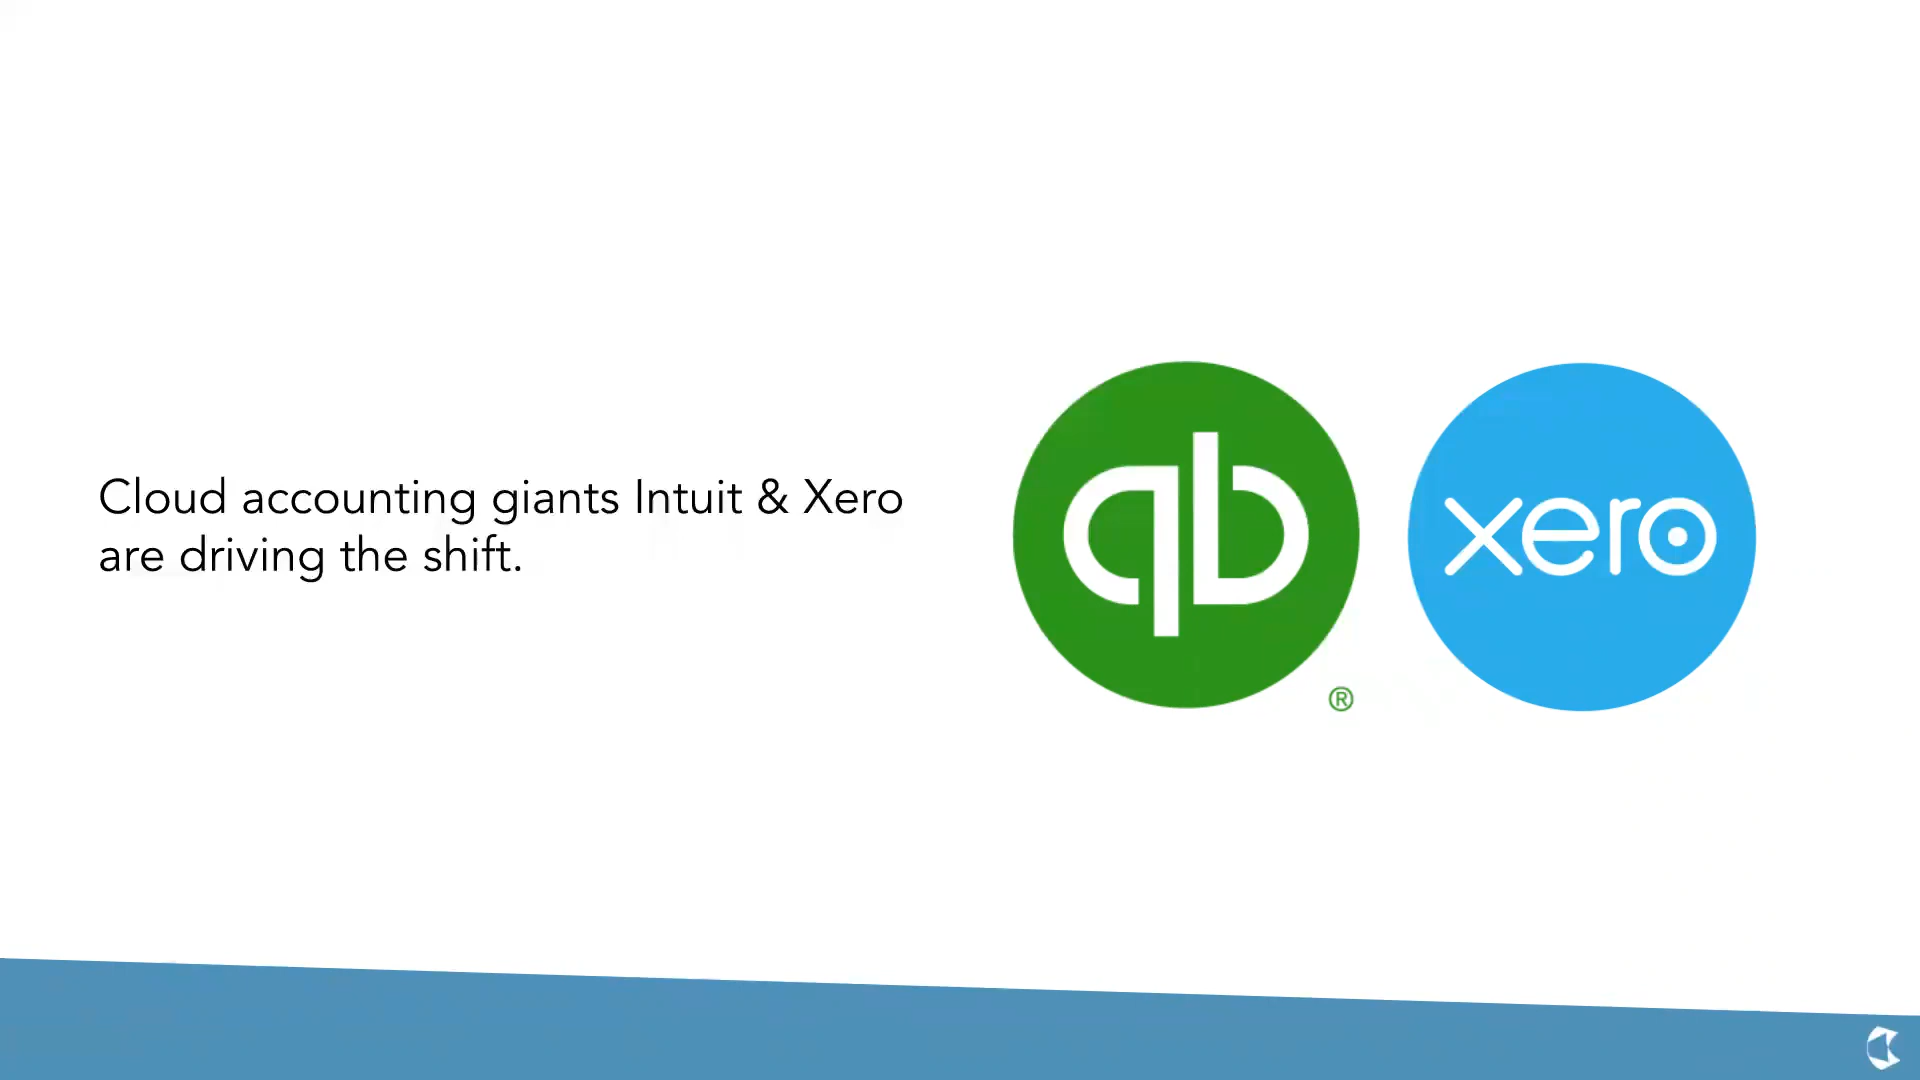 Cloud accounting giants Intuit & Xero
are driving the shift.
qb
®
xero